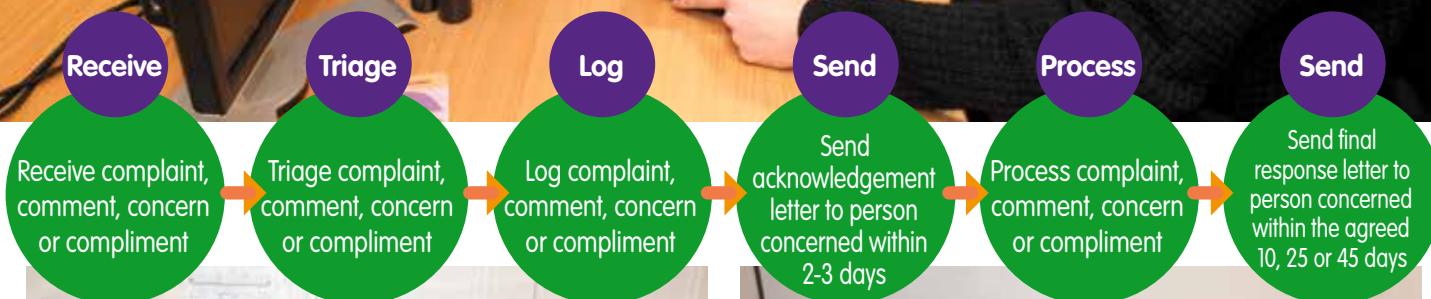 Receive
Receive complaint,
comment, concern
or compliment
Triage
Triage complaint,
comment, concern
or compliment
Log
Log complaint,
comment, concern
or compliment
Send
Send
acknowledgement
letter to person
concerned within
2-3 days
Process
Process complaint,
comment, concern
or compliment
Send
Send final
response letter to
person concerned
within the agreed
10, 25 or 45 days